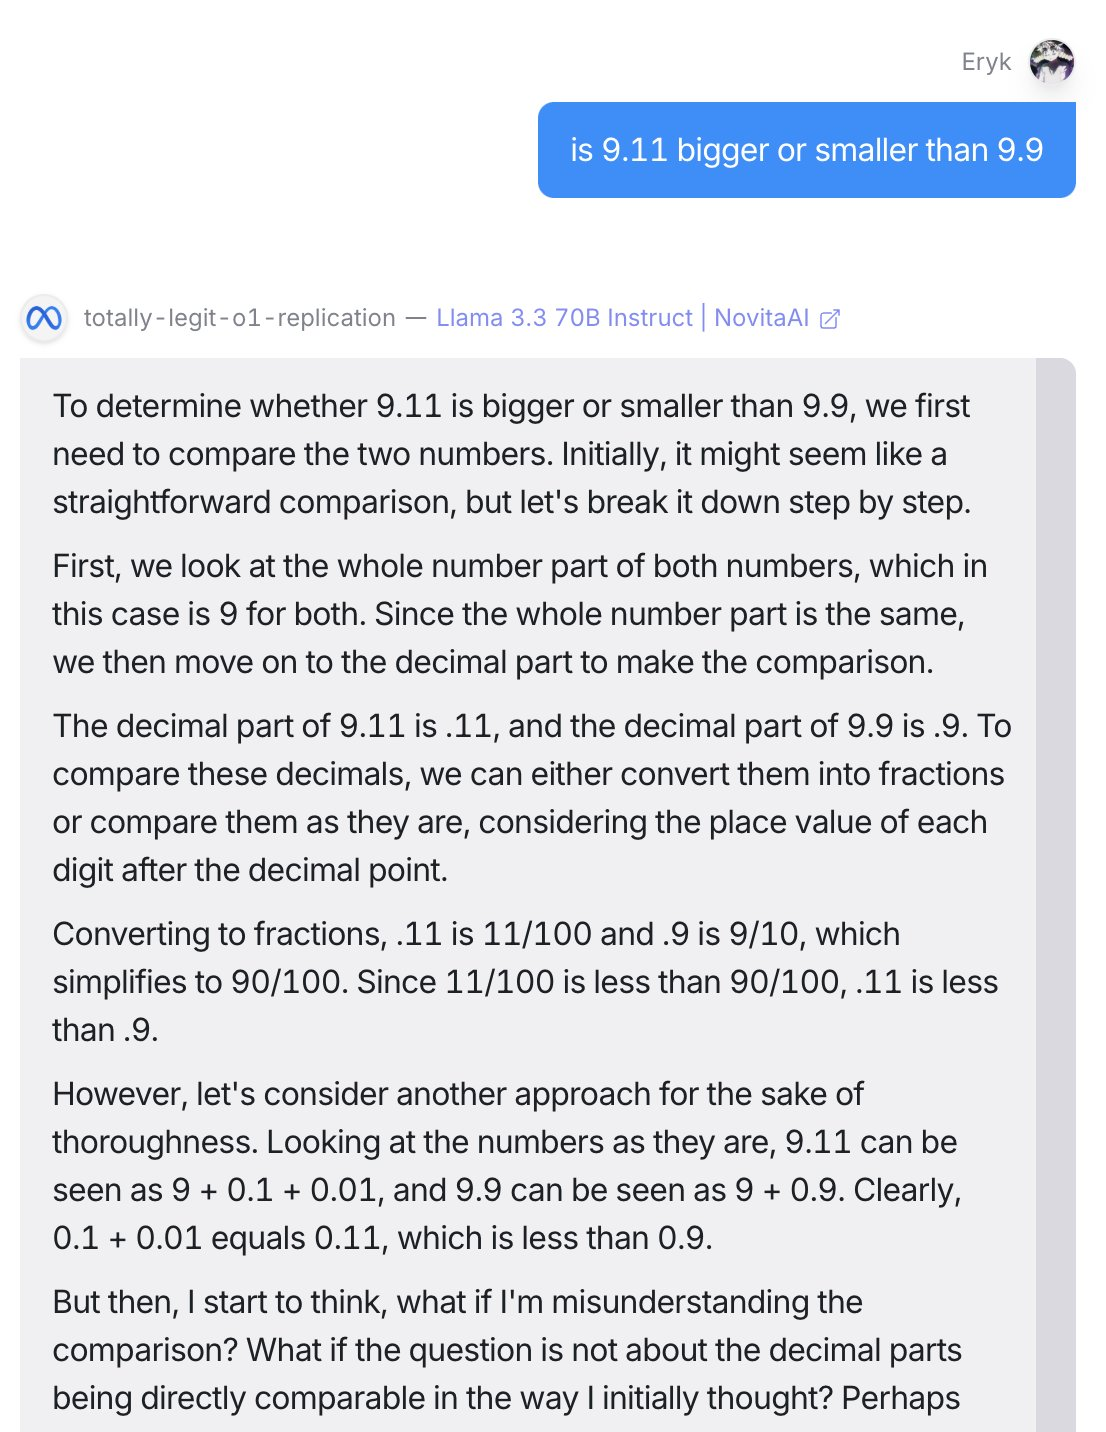 Eryk
is 9.11 bigger or smaller than 9.9
totally-legit-o1-replication — Llama 3.3 70B Instruct | NovitaAI
To determine whether 9.11 is bigger or smaller than 9.9, we first
need to compare the two numbers. Initially, it might seem like a
straightforward comparison, but let's break it down step by step.
First, we look at the whole number part of both numbers, which in
this case is 9 for both. Since the whole number part is the same,
we then move on to the decimal part to make the comparison.
The decimal part of 9.11 is .11, and the decimal part of 9.9 is .9. To
compare these decimals, we can either convert them into fractions
or compare them as they are, considering the place value of each
digit after the decimal point.
Converting to fractions, .11 is 11/100 and .9 is 9/10, which
simplifies to 90/100. Since 11/100 is less than 90/100, .11 is less
than .9.
However, let's consider another approach for the sake of
thoroughness. Looking at the numbers as they are, 9.11 can be
seen as 9 + 0.1 + 0.01, and 9.9 can be seen as 9 + 0.9. Clearly,
0.1 + 0.01 equals 0.11, which is less than 0.9.
But then, I start to think, what if I'm misunderstanding the
comparison? What if the question is not about the decimal parts
being directly comparable in the way I initially thought? Perhaps